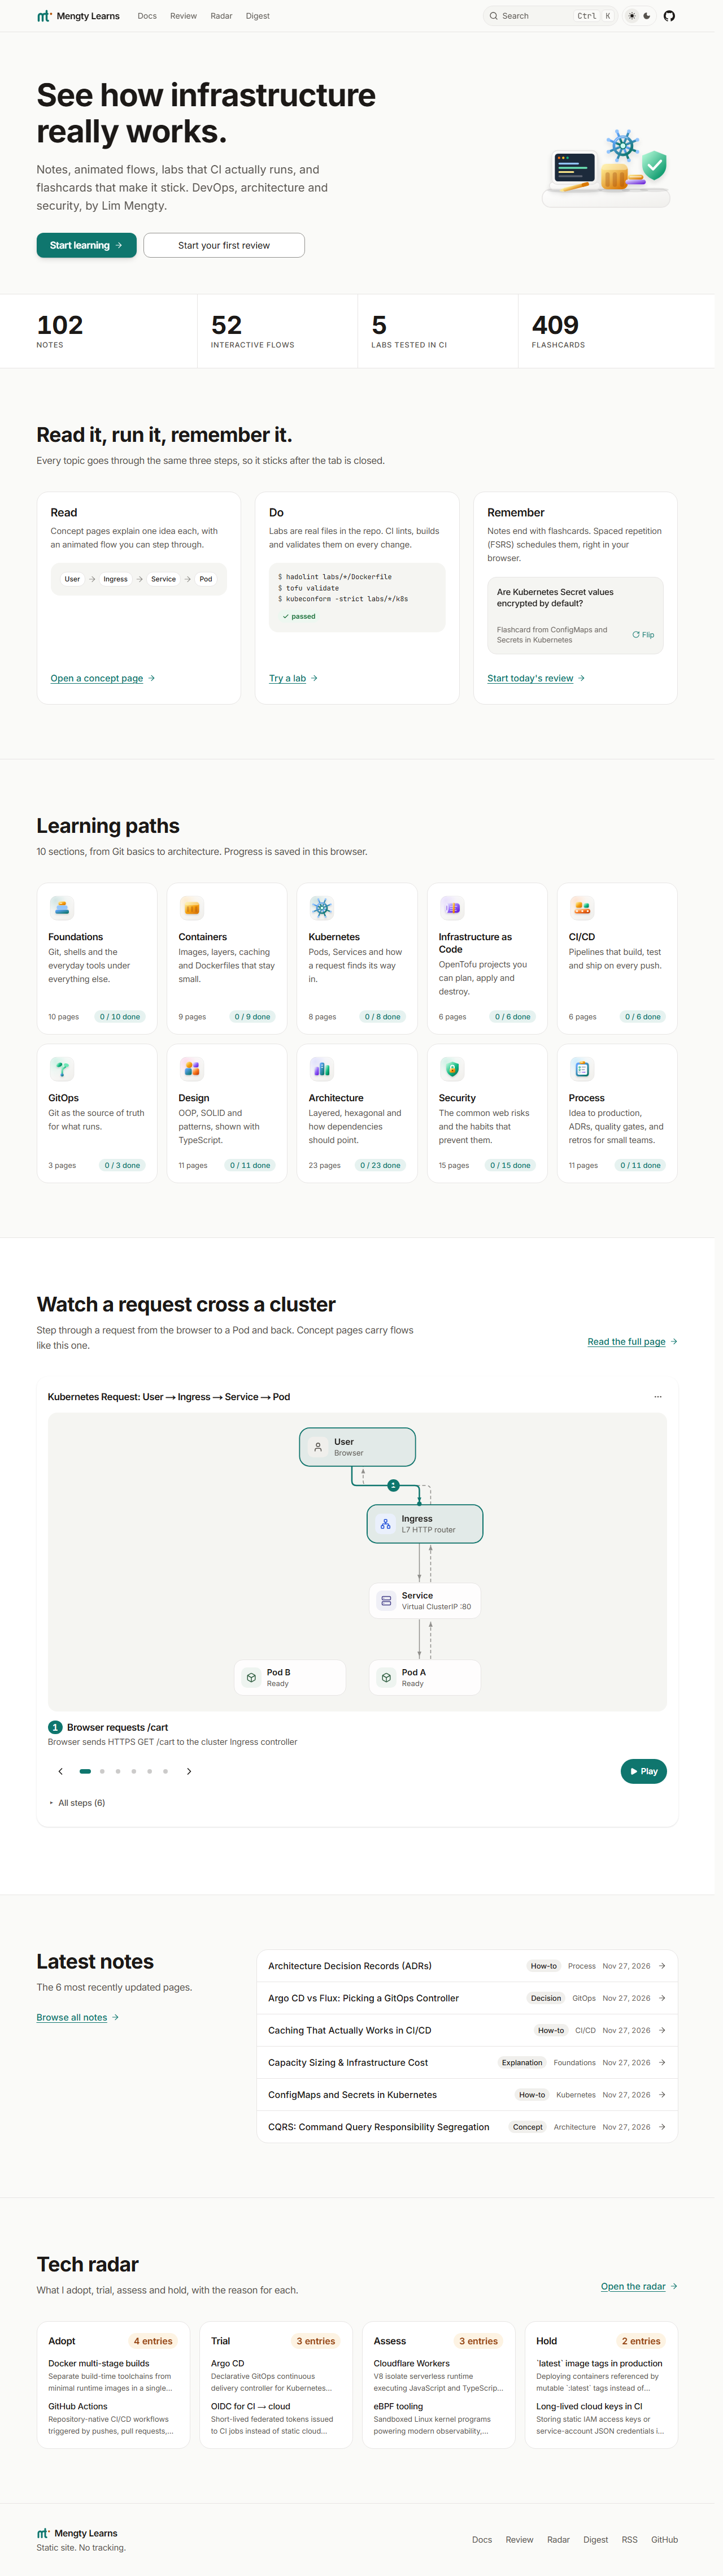 Mengty Learns
Docs
Review
Radar
Digest
Search
Ctrl
K
See how infrastructure
really works.
Notes, animated flows, labs that CI actually runs, and
flashcards that make it stick. DevOps, architecture and
security, by Lim Mengty.
Start learning →
Start your first review
102
NOTES
52
INTERACTIVE FLOWS
5
LABS TESTED IN CI
409
FLASHCARDS
Read it, run it, remember it.
Every topic goes through the same three steps, so it sticks after the tab is closed.
Read
Concept pages explain one idea each, with
an animated flow you can step through.
User → Ingress → Service → Pod
Open a concept page →
Do
Labs are real files in the repo. CI lints, builds
and validates them on every change.
$ hadolint labs/*/Dockerfile
$ tofu validate
$ kubeconform -strict labs/*/k8s
✓ passed
Try a lab →
Remember
Notes end with flashcards. Spaced repetition
(FSRS) schedules them, right in your
browser.
Are Kubernetes Secret values
encrypted by default?
Flashcard from ConfigMaps and
Secrets in Kubernetes
Flip
Start today's review →
Learning paths
10 sections, from Git basics to architecture. Progress is saved in this browser.
Foundations
Git, shells and the
everyday tools under
everything else.
10 pages
0 / 10 done
Containers
Images, layers, caching
and Dockerfiles that stay
small.
9 pages
0 / 9 done
Kubernetes
Pods, Services and how
a request finds its way
in.
8 pages
0 / 8 done
Infrastructure as
Code
OpenTofu projects you
can plan, apply and
destroy.
6 pages
0 / 6 done
CI/CD
Pipelines that build, test
and ship on every push.
6 pages
0 / 6 done
GitOps
Git as the source of truth
for what runs.
3 pages
0 / 3 done
Design
OOP, SOLID and
patterns, shown with
TypeScript.
11 pages
0 / 11 done
Architecture
Layered, hexagonal and
how dependencies
should point.
23 pages
0 / 23 done
Security
The common web risks
and the habits that
prevent them.
15 pages
0 / 15 done
Process
Idea to production,
ADRs, quality gates, and
retros for small teams.
11 pages
0 / 11 done
Watch a request cross a cluster
Step through a request from the browser to a Pod and back. Concept pages carry flows
like this one.
Read the full page →
Kubernetes Request: User → Ingress → Service → Pod
User
Browser
1
Ingress
L7 HTTP router
Service
Virtual ClusterIP :80
Pod B
Ready
Pod A
Ready
1 Browser requests /cart
Browser sends HTTPS GET /cart to the cluster Ingress controller
Play
All steps (6)
Latest notes
The 6 most recently updated pages.
Browse all notes →
Architecture Decision Records (ADRs) How-to Process Nov 27, 2026 →
Argo CD vs Flux: Picking a GitOps Controller Decision GitOps Nov 27, 2026 →
Caching That Actually Works in CI/CD How-to CI/CD Nov 27, 2026 →
Capacity Sizing & Infrastructure Cost Explanation Foundations Nov 27, 2026 →
ConfigMaps and Secrets in Kubernetes How-to Kubernetes Nov 27, 2026 →
CQRS: Command Query Responsibility Segregation Concept Architecture Nov 27, 2026 →
Tech radar
What I adopt, trial, assess and hold, with the reason for each.
Open the radar →
Adopt
4 entries
Docker multi-stage builds
Separate build-time toolchains from
minimal runtime images in a single...
GitHub Actions
Repository-native CI/CD workflows
triggered by pushes, pull requests,...
Trial
3 entries
Argo CD
Declarative GitOps continuous
delivery controller for Kubernetes...
OIDC for CI → cloud
Short-lived federated tokens issued
to CI jobs instead of static cloud...
Assess
3 entries
Cloudflare Workers
V8 isolate serverless runtime
executing JavaScript and TypeScrip...
eBPF tooling
Sandboxed Linux kernel programs
powering modern observability,...
Hold
2 entries
`latest` image tags in production
Deploying containers referenced by
mutable `:latest` tags instead of...
Long-lived cloud keys in CI
Storing static IAM access keys or
service-account JSON credentials i...
Mengty Learns
Static site. No tracking.
Docs
Review
Radar
Digest
RSS
GitHub